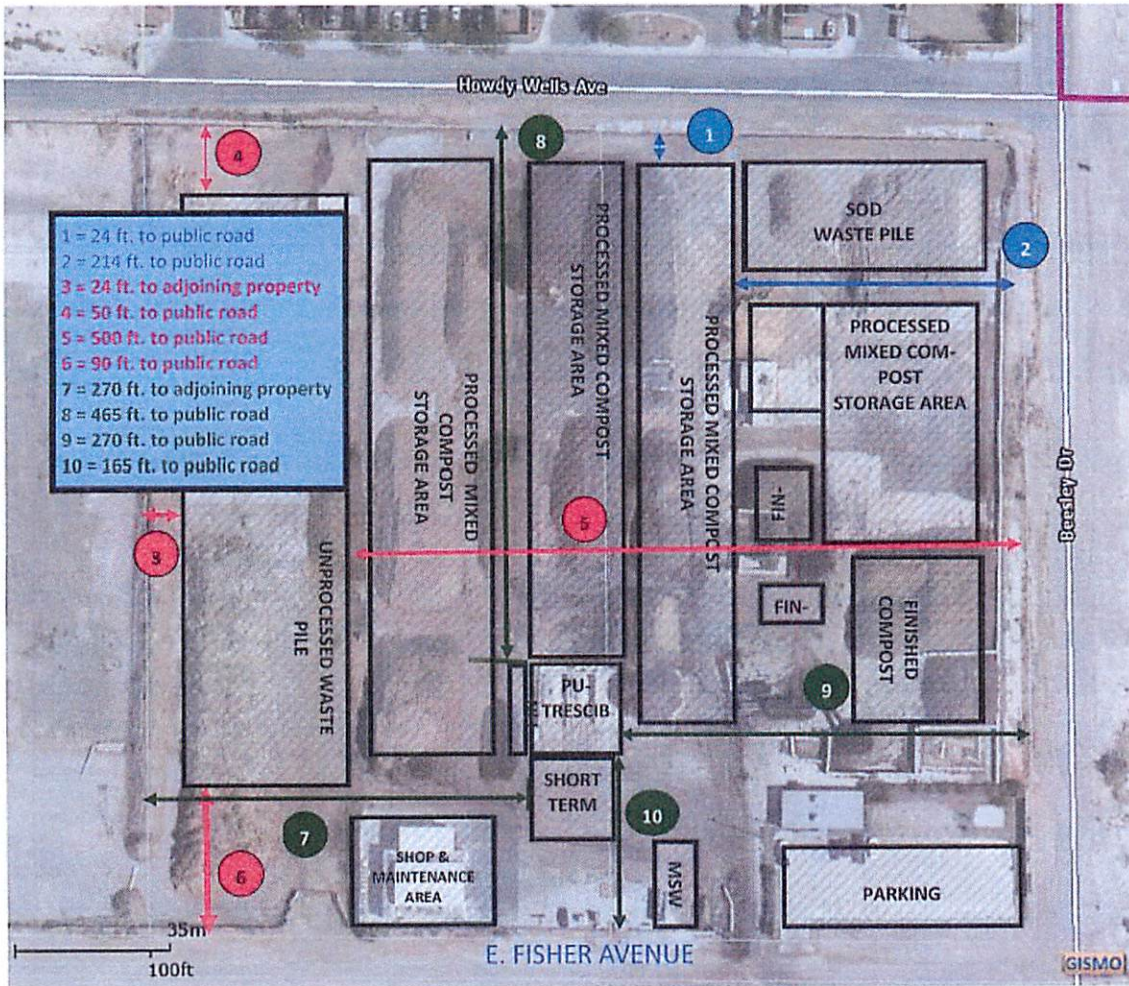 Howdy Wells Ave
8
1
4
SOD
WASTE PILE
2
1 = 24 ft. to public road
2 = 214 ft. to public road
3 = 24 ft. to adjoining property
4 = 50 ft. to public road
5 = 500 ft. to public road
6 = 90 ft. to public road
7 = 270 ft. to adjoining property
8 = 465 ft. to public road
9 = 270 ft. to public road
10 = 165 ft. to public road
PROCESSED MIXED
COMPOST
STORAGE AREA
PROCESSED MIXED COMPOST
STORAGE AREA
PROCESSED MIXED COMPOST
STORAGE AREA
PROCESSED
MIXED COM-
POST
STORAGE AREA
Beesley Dr
FIN-
5
3
UNPROCESSED WASTE
PILE
FIN-
FINISHED
COMPOST
PU-
TRESCIB
9
SHORT
TERM
10
7
6
SHOP &
MAINTENANCE
AREA
MSW
PARKING
35m
100ft
E. FISHER AVENUE
GISMO